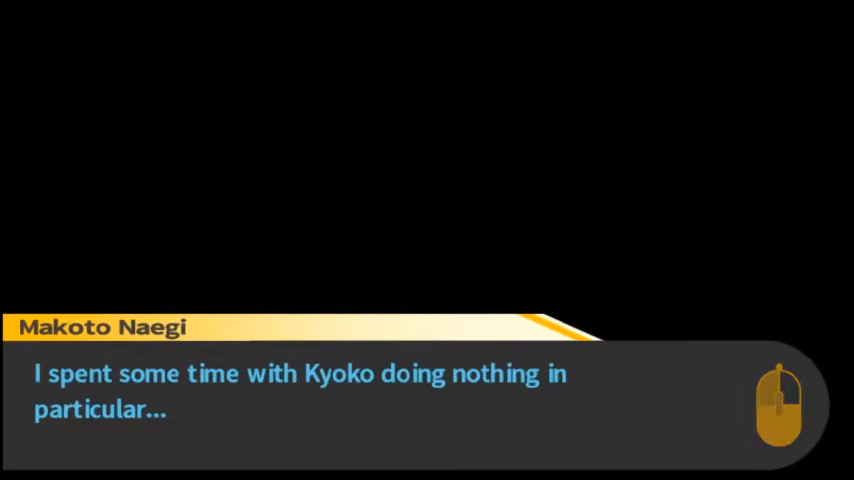 Makoto Naegi
I spent some time with Kyoko doing nothing in
particular...